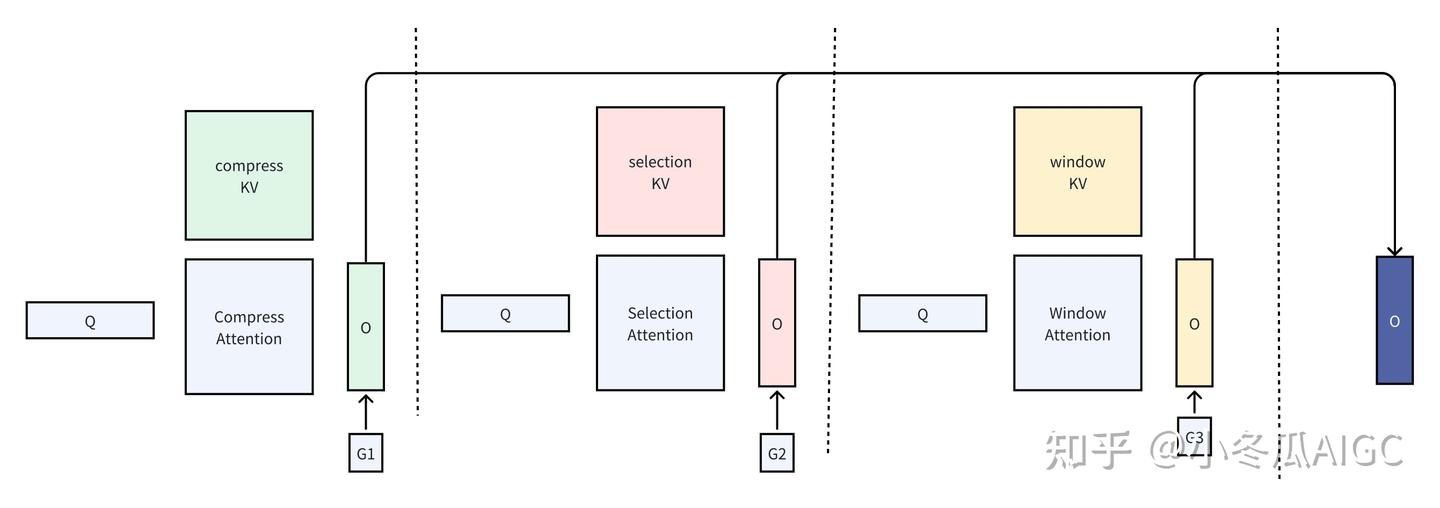 compress
KV
Q
Compress
Attention
O
G1
selection
KV
Q
Selection
Attention
O
G2
window
KV
Q
Window
Attention
O
G3
O
知乎 @小冬瓜AIGC